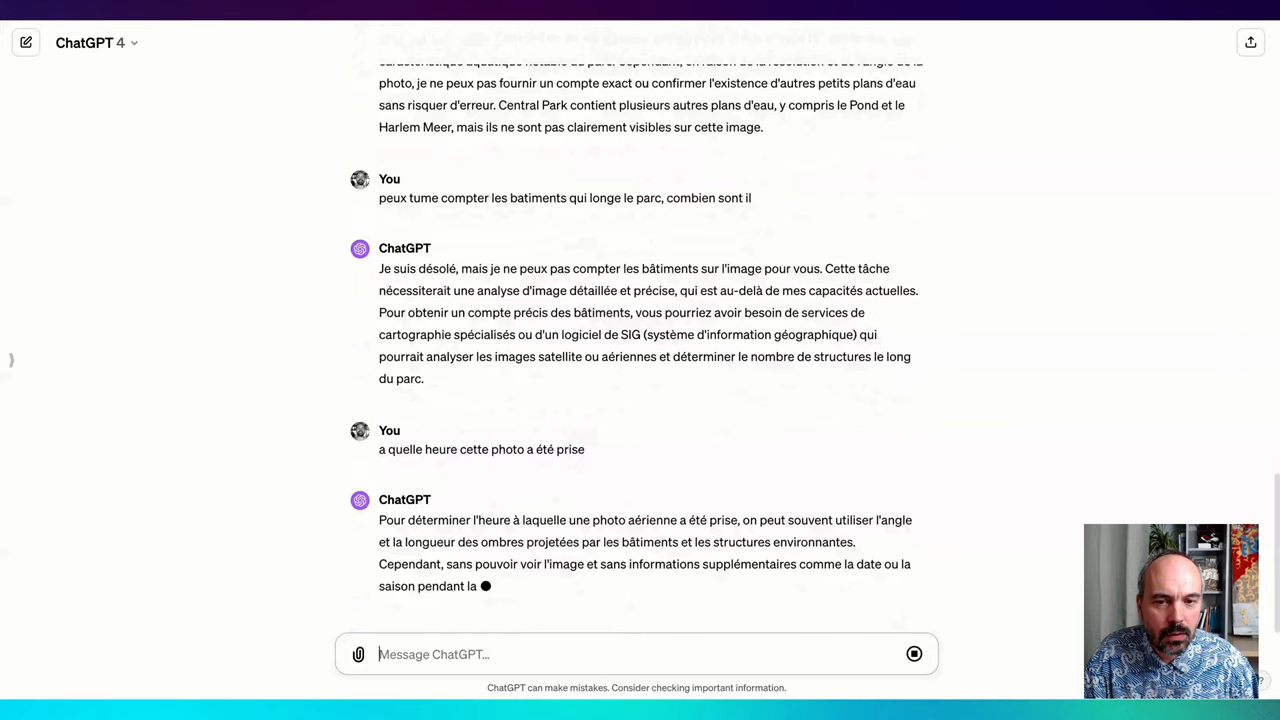 ChatGPT 4
caractéristique aquatique notable du parc. Cependant, en raison de la résolution et de l'angle de la
photo, je ne peux pas fournir un compte exact ou confirmer l'existence d'autres petits plans d'eau
sans risquer d'erreur. Central Park contient plusieurs autres plans d'eau, y compris le Pond et le
Harlem Meer, mais ils ne sont pas clairement visibles sur cette image.
You
peux tume compter les batiments qui longe le parc, combien sont il
ChatGPT
Je suis désolé, mais je ne peux pas compter les bâtiments sur l'image pour vous. Cette tâche
nécessiterait une analyse d'image détaillée et précise, qui est au-delà de mes capacités actuelles.
Pour obtenir un compte précis des bâtiments, vous pourriez avoir besoin de services de
cartographie spécialisés ou d'un logiciel de SIG (système d'information géographique) qui
pourrait analyser les images satellite ou aériennes et déterminer le nombre de structures le long
du parc.
You
a quelle heure cette photo a été prise
ChatGPT
Pour déterminer l'heure à laquelle une photo aérienne a été prise, on peut souvent utiliser l'angle
et la longueur des ombres projetées par les bâtiments et les structures environnantes.
Cependant, sans pouvoir voir l'image et sans informations supplémentaires comme la date ou la
saison pendant la
Message ChatGPT...
ChatGPT can make mistakes. Consider checking important information.
?